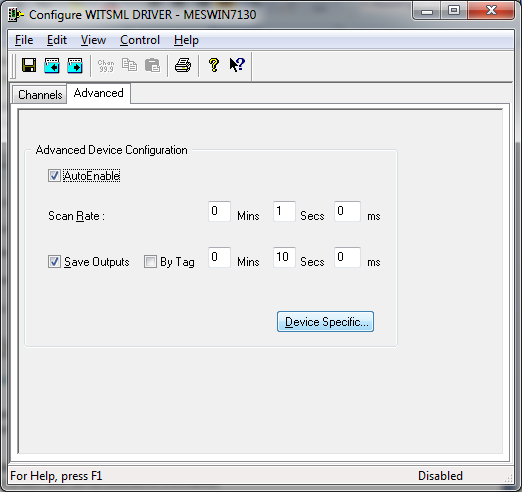 Configure WITSML DRIVER - MESWIN7130
File Edit View Control Help
Chan 99.9
Channels Advanced
Advanced Device Configuration
AutoEnable
Scan Rate : 0 Mins 1 Secs 0 ms
Save Outputs By Tag 0 Mins 10 Secs 0 ms
Device Specific...
For Help, press F1 Disabled